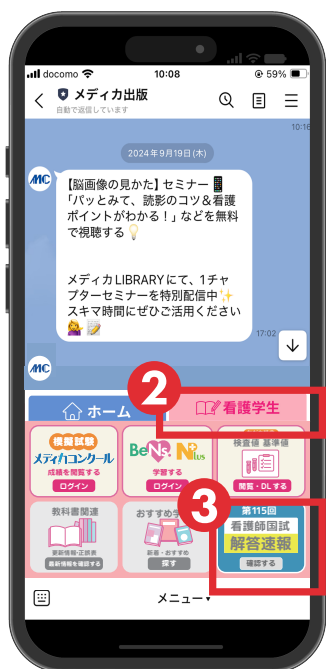 docomo 10:08 59%
メディカ出版
自動で返信しています
10:16
2024年9月19日(木)
MC
【脳画像の見かた】セミナー
「パッとみて、読影のコツ&看護
ポイントがわかる!」などを無料
で視聴する
メディカLIBRARYにて、1チャ
プターセミナーを特別配信中
スキマ時間にぜひご活用ください
17:02
MC
2
ホーム
看護学生
模擬試験
メディカコンクール
成績を閲覧する
ログイン
BeNs. Nplus
学習する
ログイン
検査値 基準値
閲覧・DLする
3
教科書関連
更新情報・正誤表
最新情報を確認する
おすすめ
新着・おすすめ
探す
第115回
看護師国試
解答速報
確認する
メニュー▾